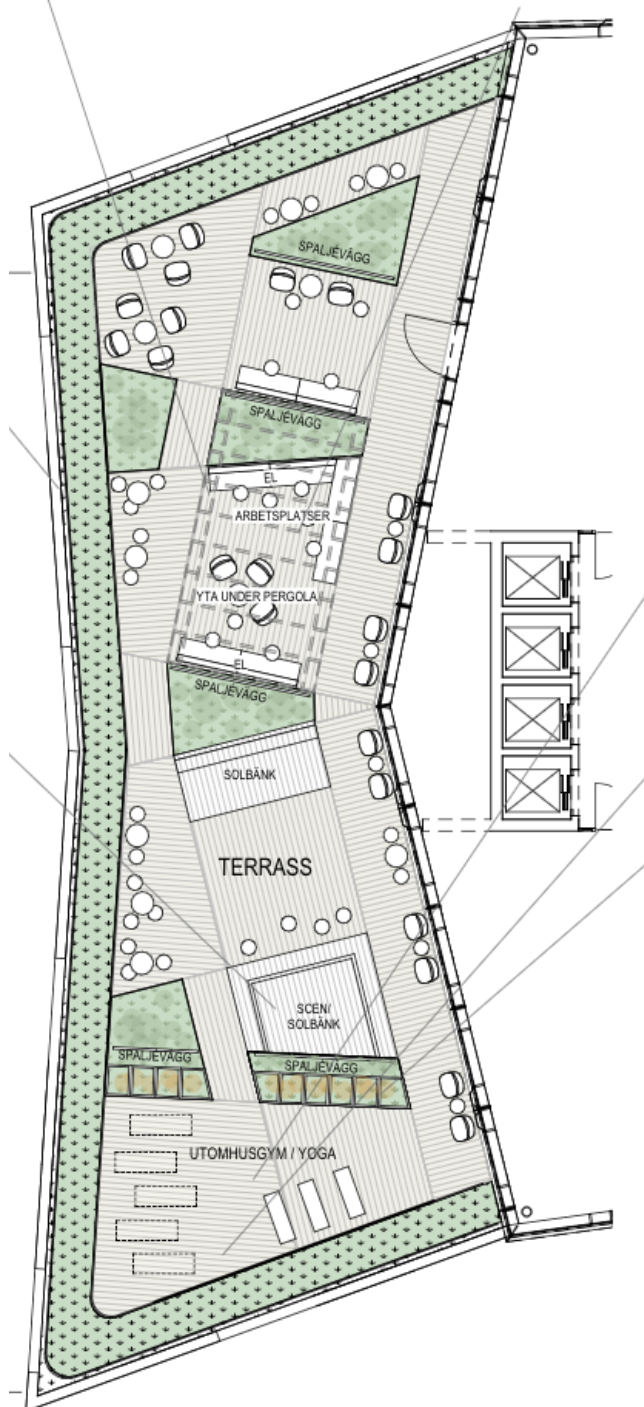 SPALJÉVÄGG
SPALJÉVÄGG
EL
ARBETSPLATSER
YTA UNDER PERGOLA
EL
SPALJÉVÄGG
SOLBÄNK
TERRASS
SCEN/
SOLBÄNK
SPALJÉVÄGG
SPALJÉVÄGG
UTOMHUSGYM / YOGA